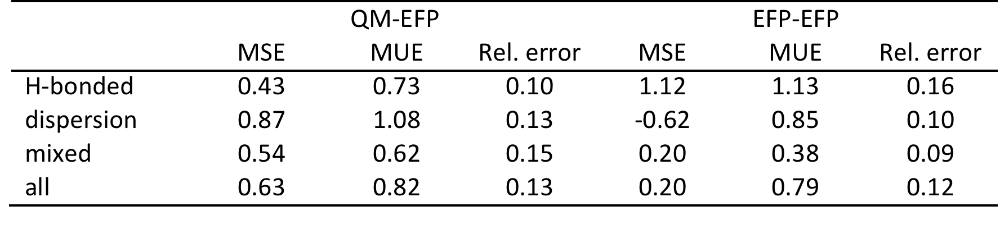 QM-EFP EFP-EFP
MSE MUE Rel. error MSE MUE Rel. error
H-bonded 0.43 0.73 0.10 1.12 1.13 0.16
dispersion 0.87 1.08 0.13 -0.62 0.85 0.10
mixed 0.54 0.62 0.15 0.20 0.38 0.09
all 0.63 0.82 0.13 0.20 0.79 0.12